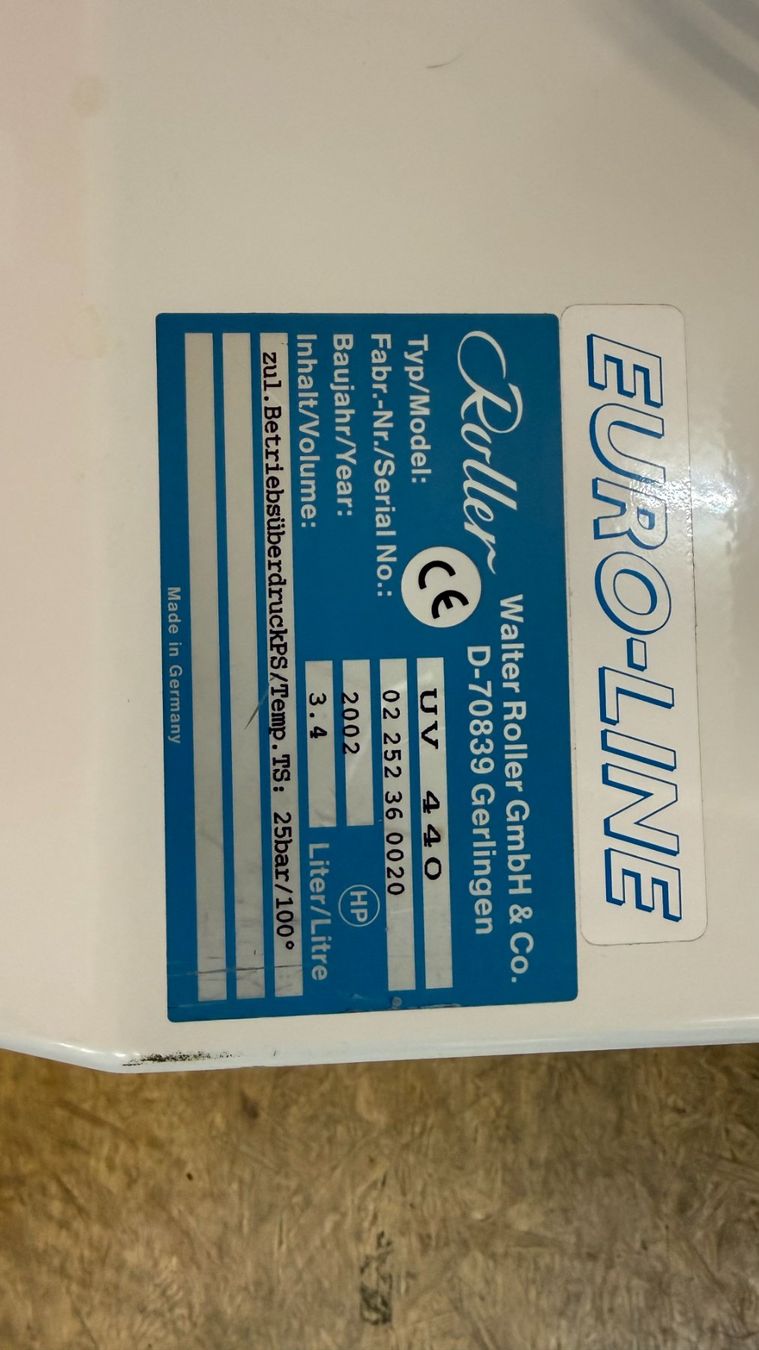 EURO-LINE
Roller
Walter Roller GmbH & Co.
D-70839 Gerlingen
CE
Typ/Model: UV 440
Fabr.-Nr./Serial No.: 02 252 36 0020
Baujahr/Year: 2002 HP
Inhalt/Volume: 3.4 Liter/Litre
zul.BetriebsüberdruckPS/Temp.TS: 25bar/100°
Made in Germany